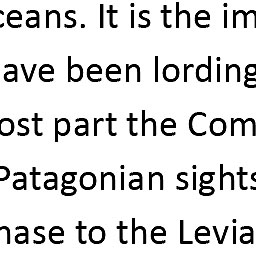 ceans. It is the im
ave been lording
ost part the Com
Patagonian sights
hase to the Levia